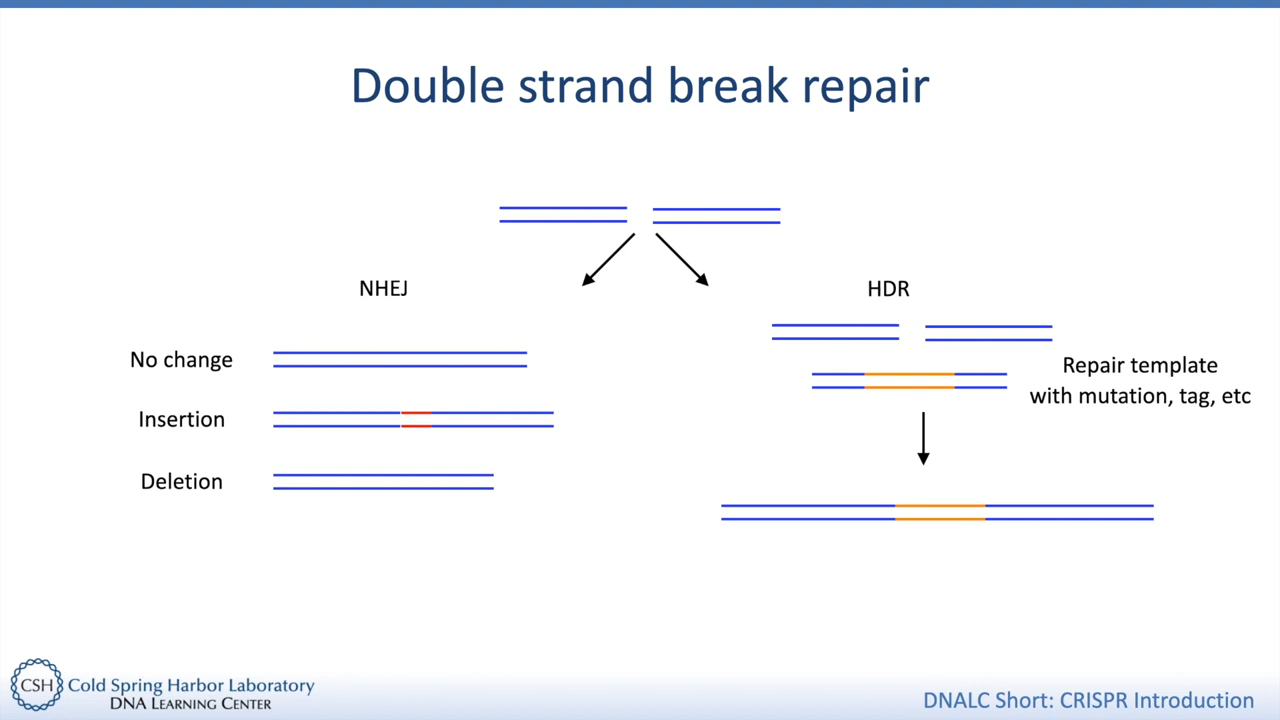 Double strand break repair
NHEJ
HDR
No change
Insertion
Deletion
Repair template
with mutation, tag, etc
CSH
Cold Spring Harbor Laboratory
DNA LEARNING CENTER
DNALC Short: CRISPR Introduction